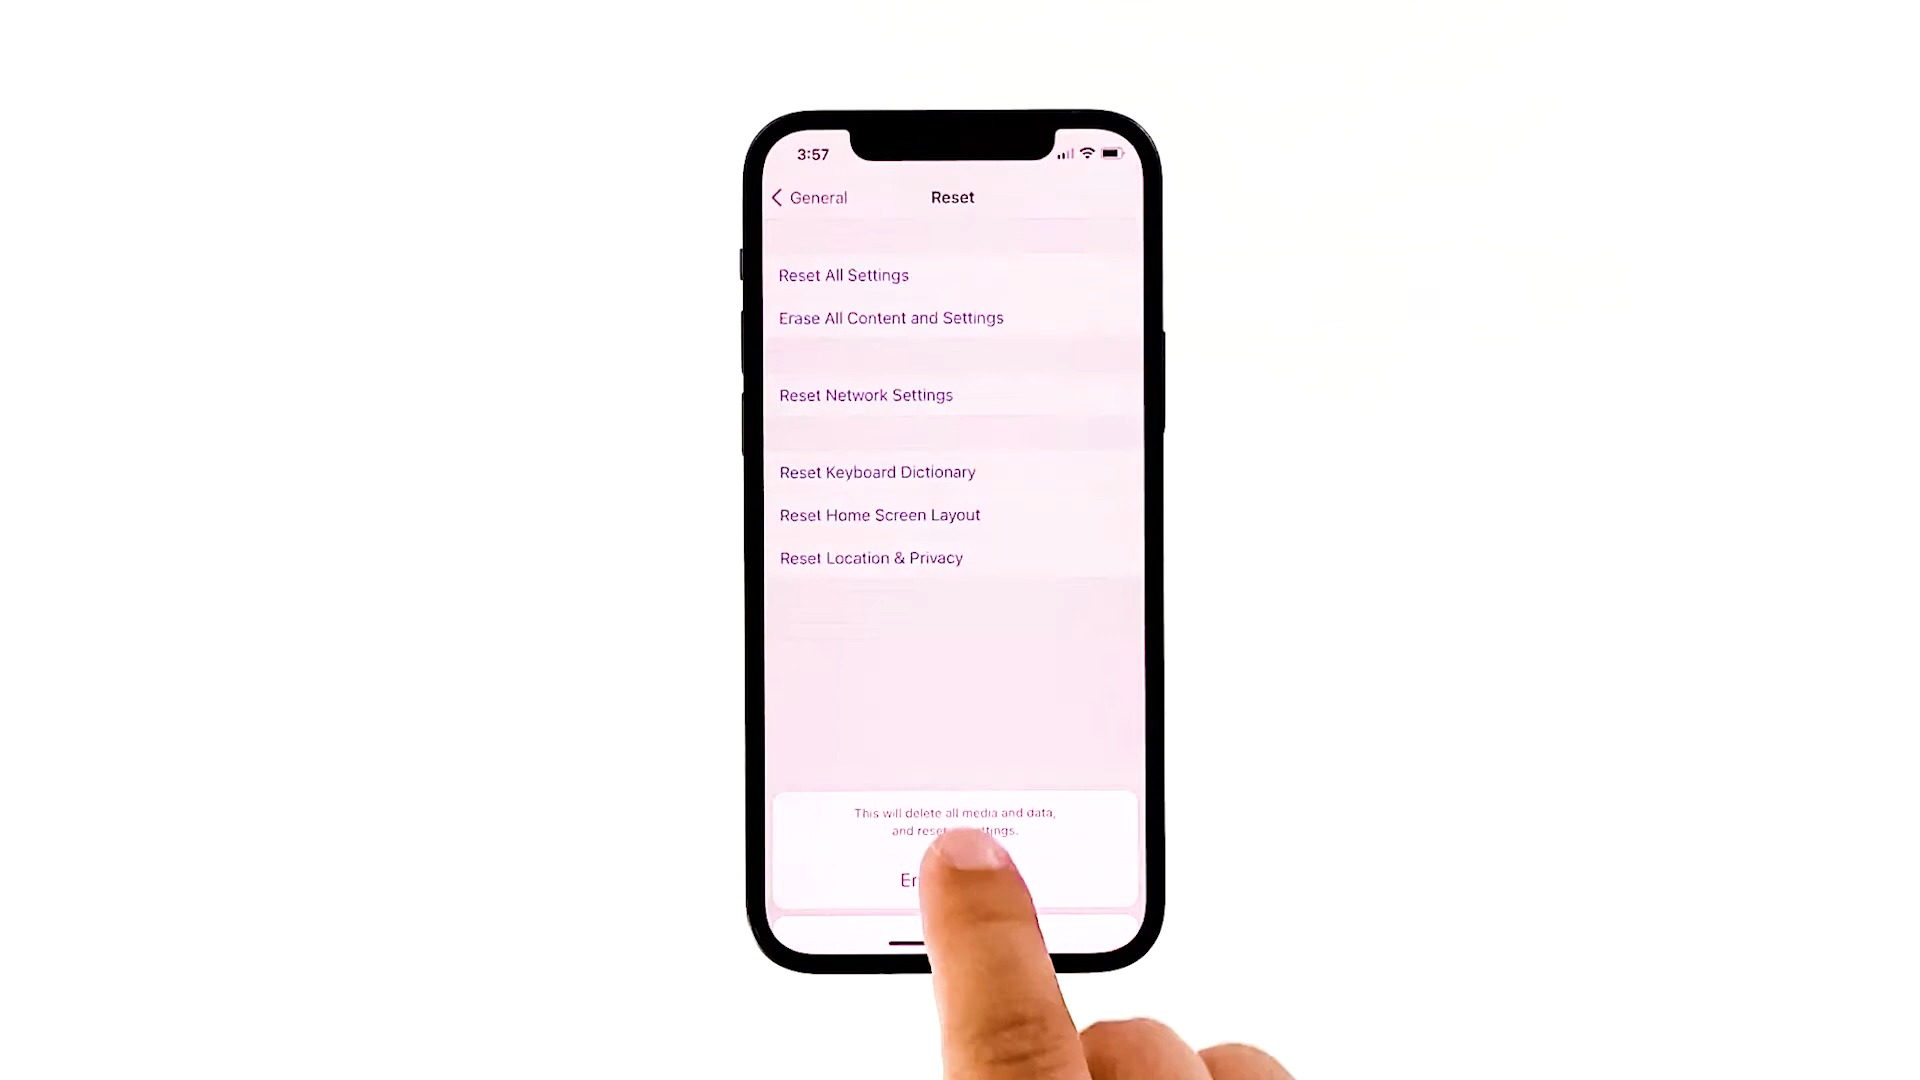 3:57
General
Reset
Reset All Settings
Erase All Content and Settings
Reset Network Settings
Reset Keyboard Dictionary
Reset Home Screen Layout
Reset Location & Privacy
This will delete all media and data,
and reset